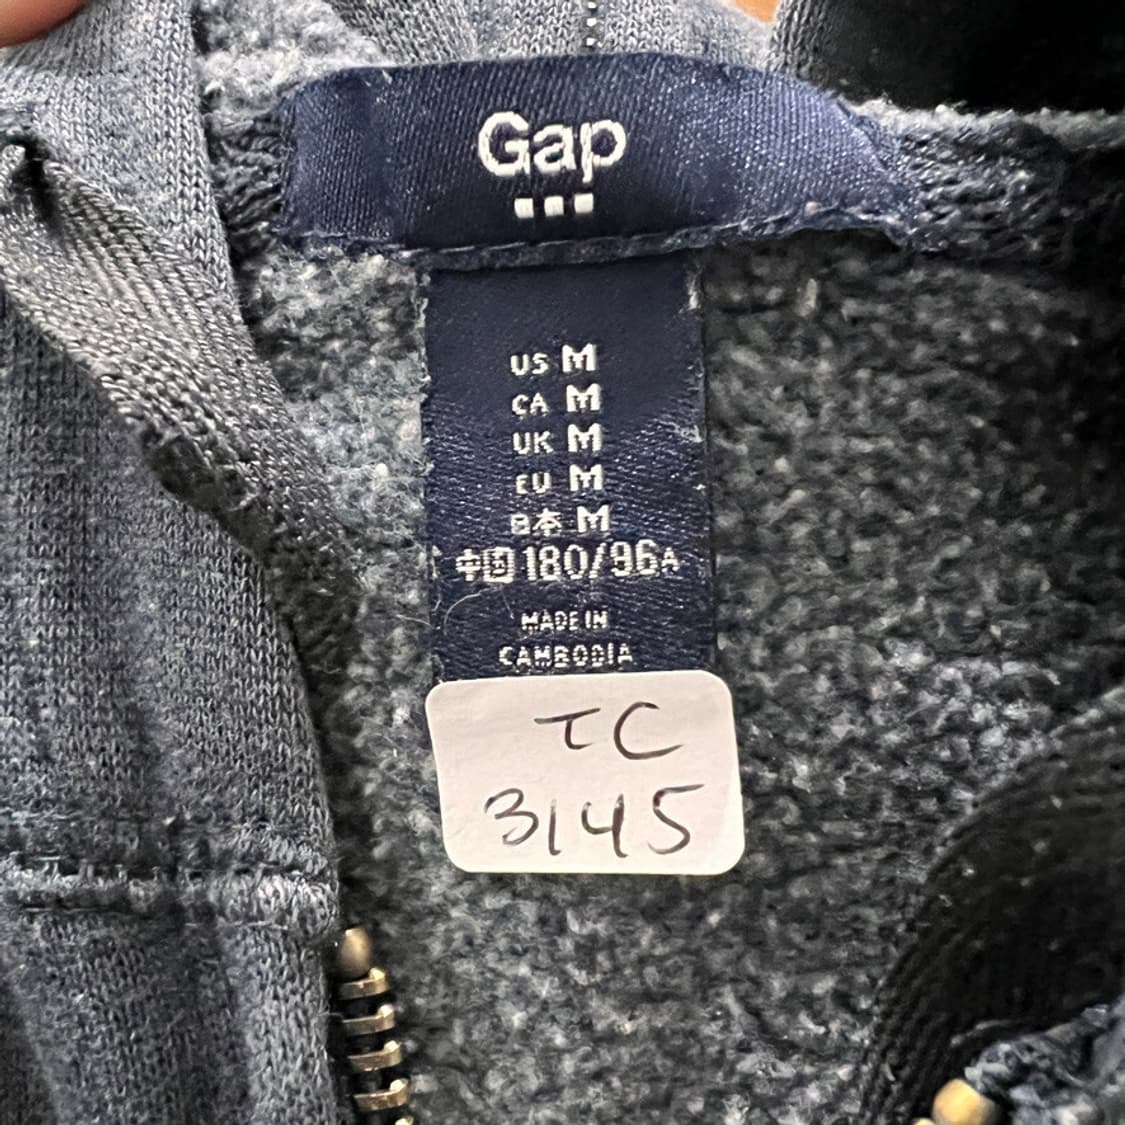 Gap
US M
CA M
UK M
EU M
日本 M
中国 180/96A
MADE IN
CAMBODIA
TC
3145